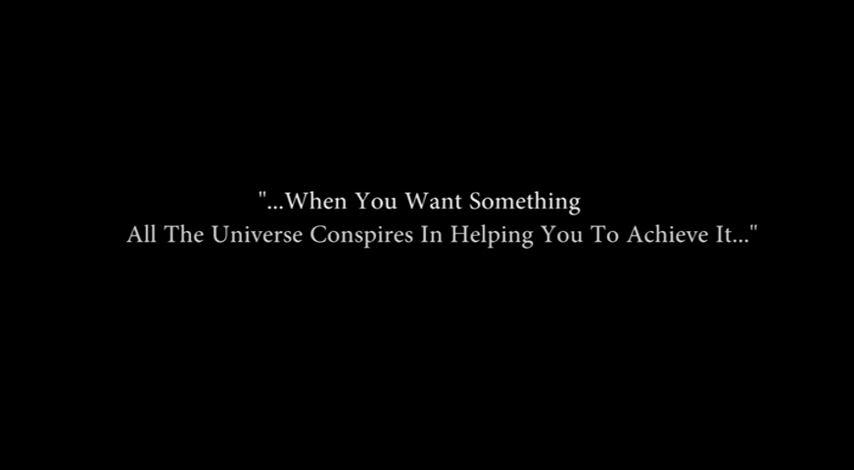 "...When You Want Something
All The Universe Conspires In Helping You To Achieve It..."